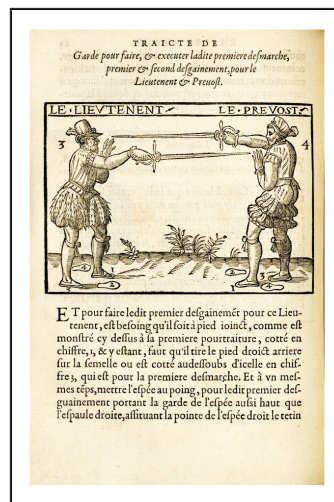 TRAICTE DE
Garde pour faire, & executer ladite premiere desmarche,
premier & second desgainement, pour le
Lieutenent & Preuost.
LE·LIEVTENENT
LE·PREVOST
3
4
1
1
3
ET pour faire ledit premier desgainemẽt pour ce Lieu-
tenent, est besoing qu'il soit à pied ioinct, comme est
monstré cy dessus à sa premiere pourtraiture, cotté en
chiffre, 1, & y estant, faut qu'il tire le pied droict arriere
sur la semelle ou est cotté audessoubs d'icelle en chif-
fre 3, qui est pour la premiere desmarche. Et à vn mes-
mes tẽps, mettre l'espée au poing, pour ledit premier des-
guainement portant la garde de l'espée aussi haut que
l'espaule droite, assituant la pointe de l'espée droit le tetin